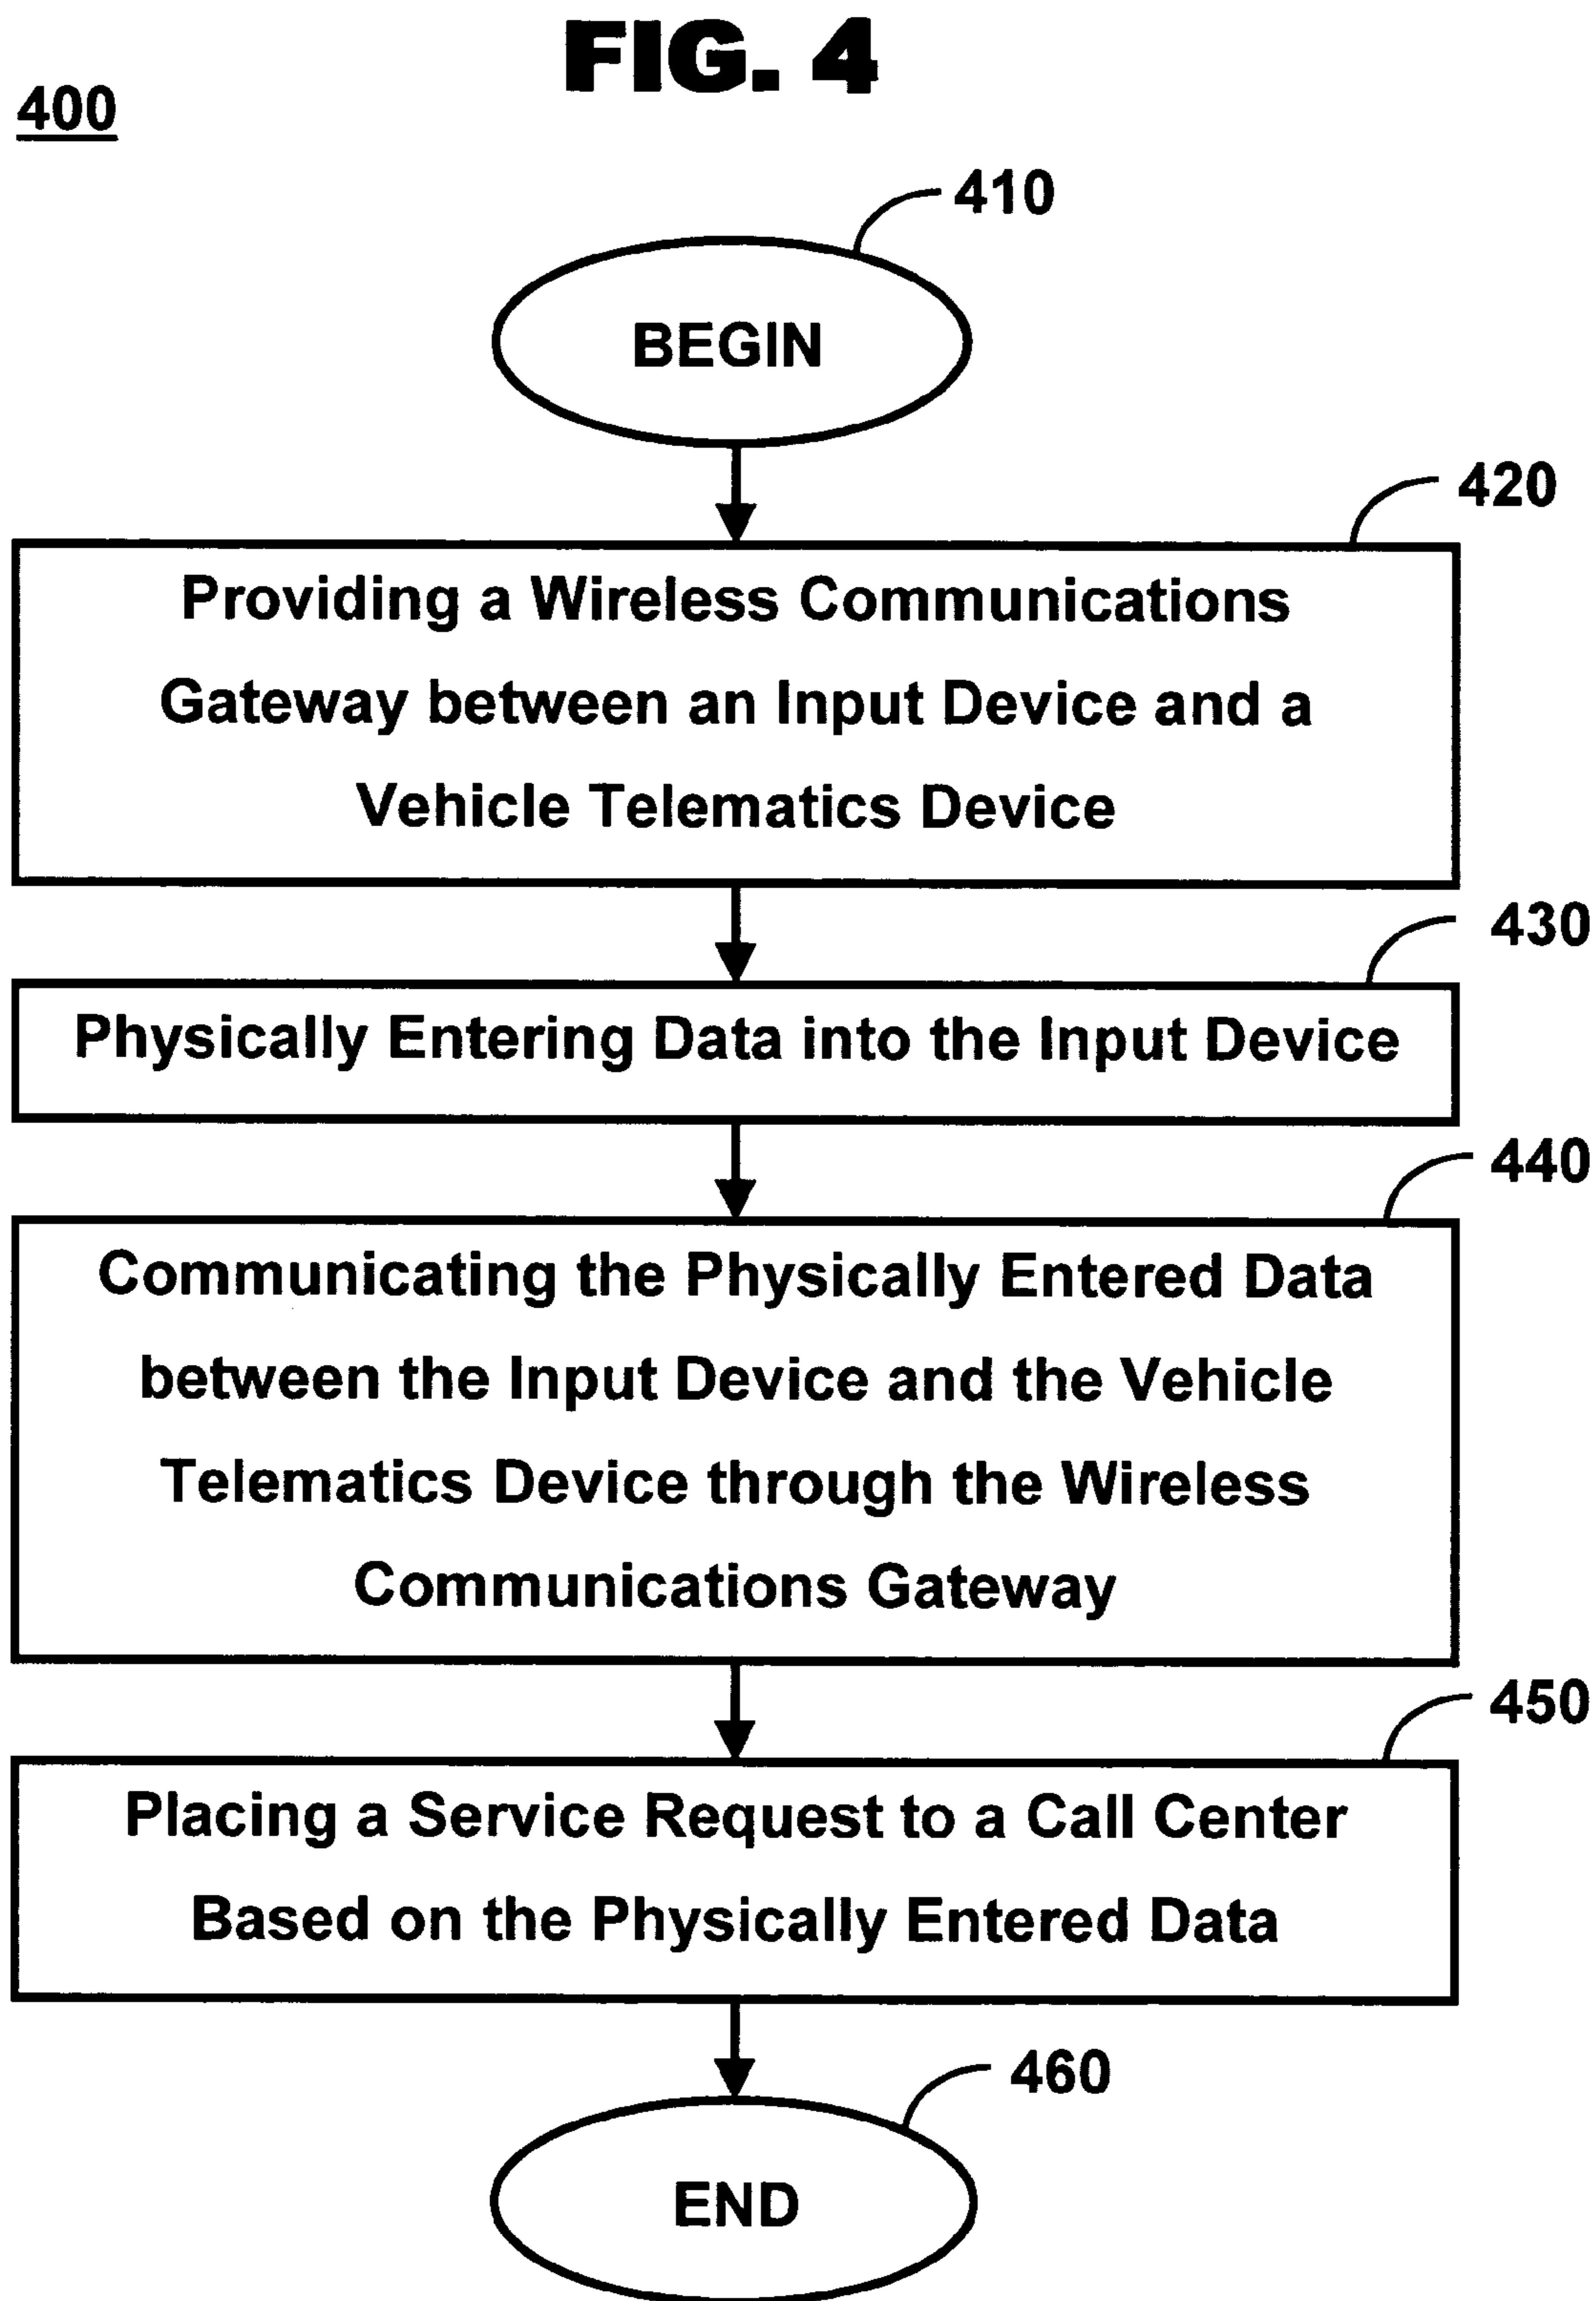 FIG. 4
400
410
BEGIN
420
Providing a Wireless Communications
Gateway between an Input Device and a
Vehicle Telematics Device
430
Physically Entering Data into the Input Device
440
Communicating the Physically Entered Data
between the Input Device and the Vehicle
Telematics Device through the Wireless
Communications Gateway
450
Placing a Service Request to a Call Center
Based on the Physically Entered Data
460
END